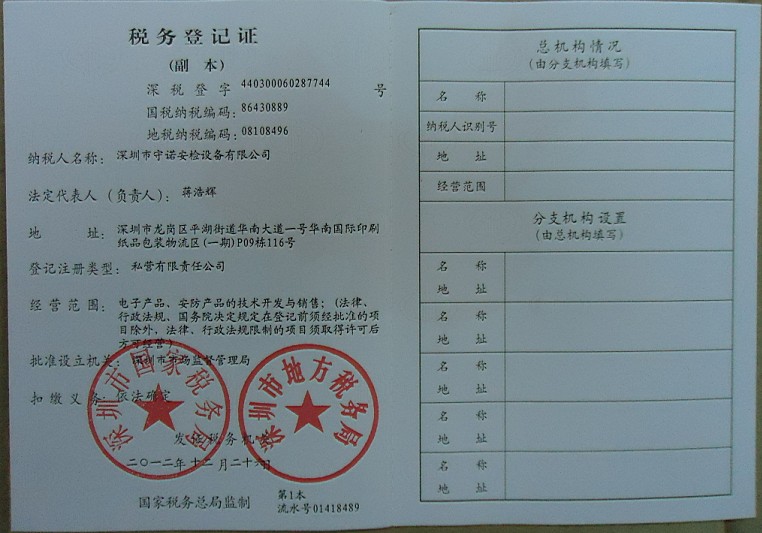 税务登记证
(副 本)
深税登字 440300060287744 号
国税纳税编码: 86430889
地税纳税编码: 08108496
纳税人名称: 深圳市守诺安检设备有限公司
法定代表人(负责人): 蒋浩辉
地 址: 深圳市龙岗区平湖街道华南大道一号华南国际印刷
纸品包装物流区(一期)P09栋116号
登记注册类型: 私营有限责任公司
经营范围: 电子产品、安防产品的技术开发与销售;(法律、
行政法规、国务院决定规定在登记前须经批准的项
目除外,法律、行政法规限制的项目须取得许可后
方可经营)
批准设立机关: 深圳市市场监督管理局
扣缴义务: 依法确定
深圳市国家税务局
深圳市地方税务局
发证税务机关
二〇一二年十二月二十六日
国家税务总局监制
第1本
流水号01418489
总机构情况
(由分支机构填写)
名 称
纳税人识别号
地 址
经营范围
分支机构设置
(由总机构填写)
名 称
地 址
名 称
地 址
名 称
地 址
名 称
地 址
名 称
地 址